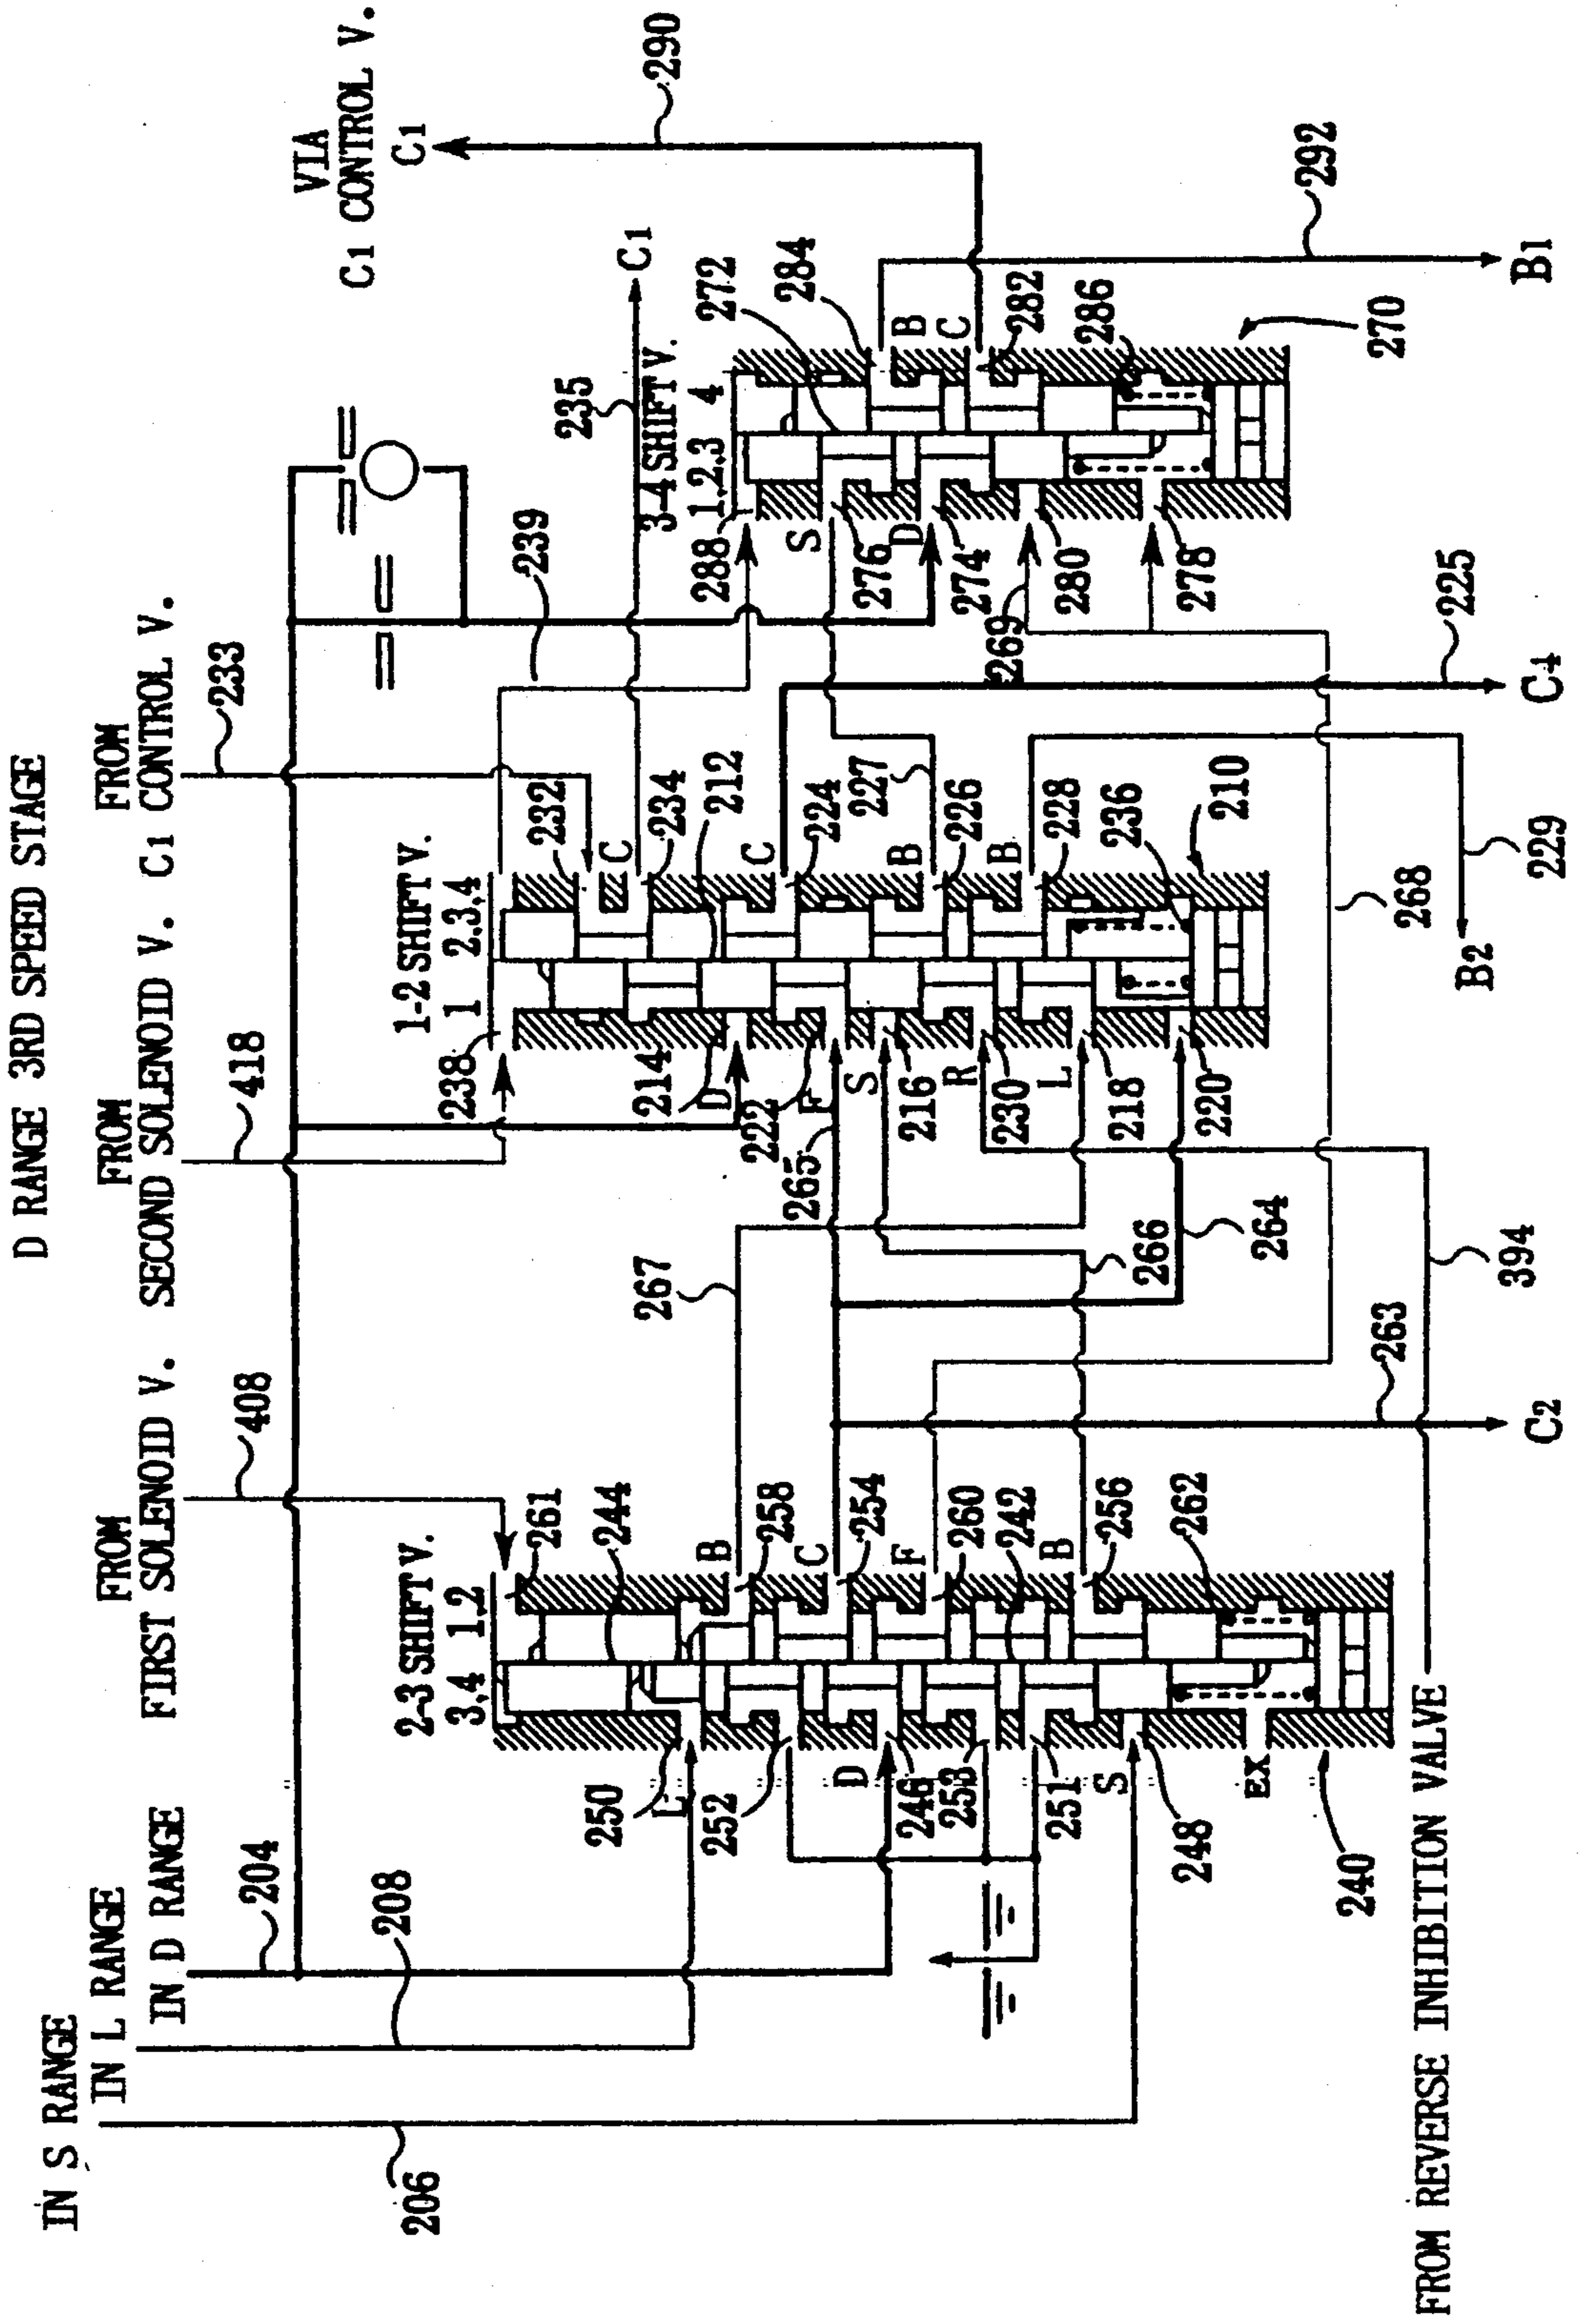 D RANGE 3RD SPEED STAGE
IN S RANGE
IN L RANGE
IN D RANGE
FROM
FIRST SOLENOID V.
FROM
SECOND SOLENOID V.
FROM
C1 CONTROL V.
VIA
C1 CONTROL V.
C1
290
206
208
204
408
418
233
239
235
C1
2-3 SHIFT V.
3,4 1,2
261
244
250
L
252
D
246
253
251
S
248
EX
240
B
258
C
254
F
260
242
B
256
262
267
265
266
264
263
C2
1-2 SHIFT V.
1 2,3,4
238
214
D
222
F
S
216
R
230
L
218
220
232
C
234
212
C
224
B
226
B
228
236
210
227
225
C4
229
B2
268
269
394
3-4 SHIFT V.
1,2,3 4
288
S
276
D
274
280
278
272
284
B
C
282
286
270
292
B1
FROM REVERSE INHIBITION VALVE